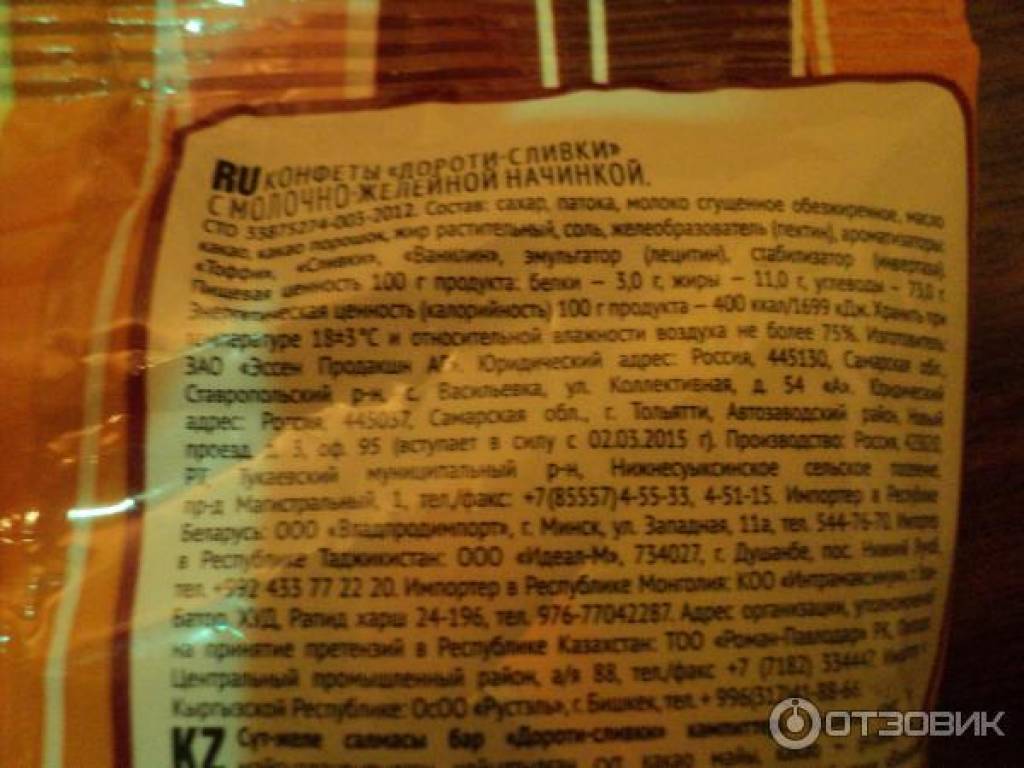 RU КОНФЕТЫ «ДОРОТИ-СЛИВКИ»
С МОЛОЧНО-ЖЕЛЕЙНОЙ НАЧИНКОЙ.
СТО 33875274-003-2012. Состав: сахар, патока, молоко сгущенное обезжиренное, масло
какао, какао порошок, жир растительный, соль, желеобразователь (пектин), ароматизаторы:
«Тоффи», «Сливки», «Ванилин», эмульгатор (лецитин), стабилизатор (инвертаза).
Пищевая ценность 100 г продукта: Белки – 3,0 г, жиры – 11,0 г, углеводы – 73,0 г.
Энергетическая ценность (калорийность) 100 г продукта – 400 ккал/1699 кДж. Хранить при
температуре 18±3°С и относительной влажности воздуха не более 75%. Изготовитель:
ЗАО «Эссен Продакшн АГ». Юридический адрес: Россия, 445130, Самарская обл.,
Ставропольский р-н, с. Васильевка, ул. Коллективная, д. 54 «А». Юридический
адрес: Россия, 445037, Самарская обл., г. Тольятти, Автозаводский район, Новый
проезд, 3, оф. 95 (вступает в силу с 02.03.2015 г). Производство: Россия,
РТ, Тукаевский муниципальный р-н, Нижнесуыксинское сельское
пр-д Магистральный, 1, тел./факс: +7(85557)4-55-33, 4-51-15. Импортер в Республике
Беларусь: ООО «Владпродимпорт», г. Минск, ул. Западная, 11а, тел. 544-76-70. Импортер
в Республике Таджикистан: ООО «Идеал-М», 734027, г. Душанбе, пос.
тел. +992 433 77 22 20. Импортер в Республике Монголия: КОО
Батор, ХУД, Рапид харш 24-196, тел. 976-77042287. Адрес организации, уполномоченной
на принятие претензий в Республике Казахстан: ТОО «Роман-Павлодар» РК,
Центральный промышленный район, а/я 88, тел./факс +7 (7182) 334447. Импортер в
Кыргызской Республике: ОсОО «Рустэль», г. Бишкек, тел. +
KZ Сүт-желе салмасы бар «Дороти-сливки»
ОТЗОВИК